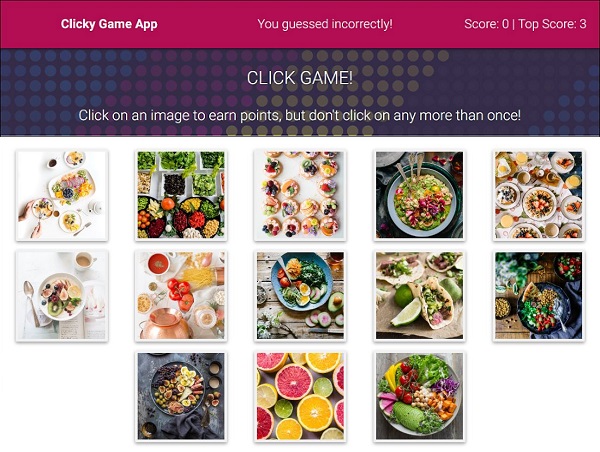 Clicky Game App
You guessed incorrectly!
Score: 0 | Top Score: 3
CLICK GAME!
Click on an image to earn points, but don't click on any more than once!